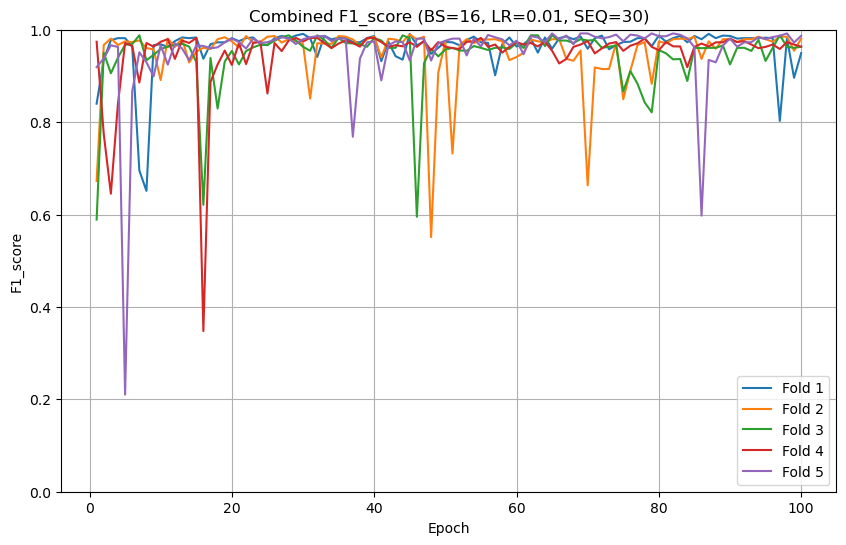 Combined F1_score (BS=16, LR=0.01, SEQ=30)
F1_score
1.0
0.8
0.6
0.4
0.2
0.0
0
20
40
60
80
100
Epoch
Fold 1
Fold 2
Fold 3
Fold 4
Fold 5